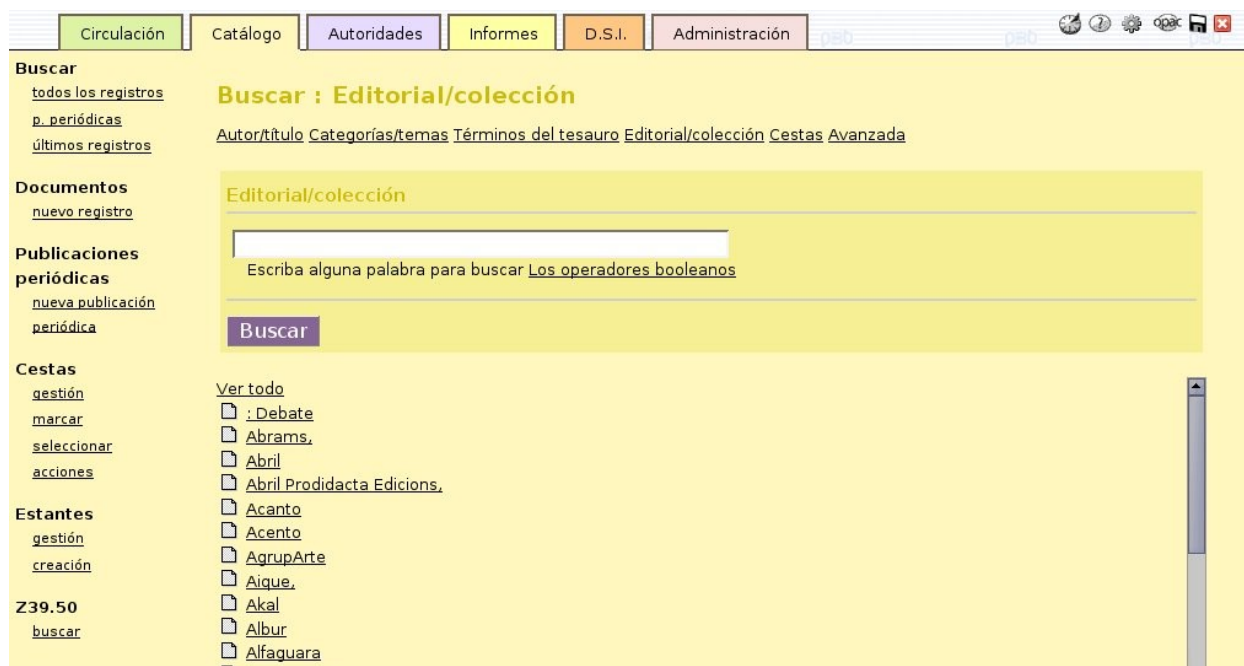 Circulación Catálogo Autoridades Informes D.S.I. Administración opac
Buscar
todos los registros
p. periódicas
últimos registros
Documentos
nuevo registro
Publicaciones
periódicas
nueva publicación
periódica
Cestas
gestión
marcar
seleccionar
acciones
Estantes
gestión
creación
Z39.50
buscar
Buscar : Editorial/colección
Autor/título Categorías/temas Términos del tesauro Editorial/colección Cestas Avanzada
Editorial/colección
Escriba alguna palabra para buscar Los operadores booleanos
Buscar
Ver todo
: Debate
Abrams,
Abril
Abril Prodidacta Edicions,
Acanto
Acento
AgrupArte
Aique,
Akal
Albur
Alfaguara